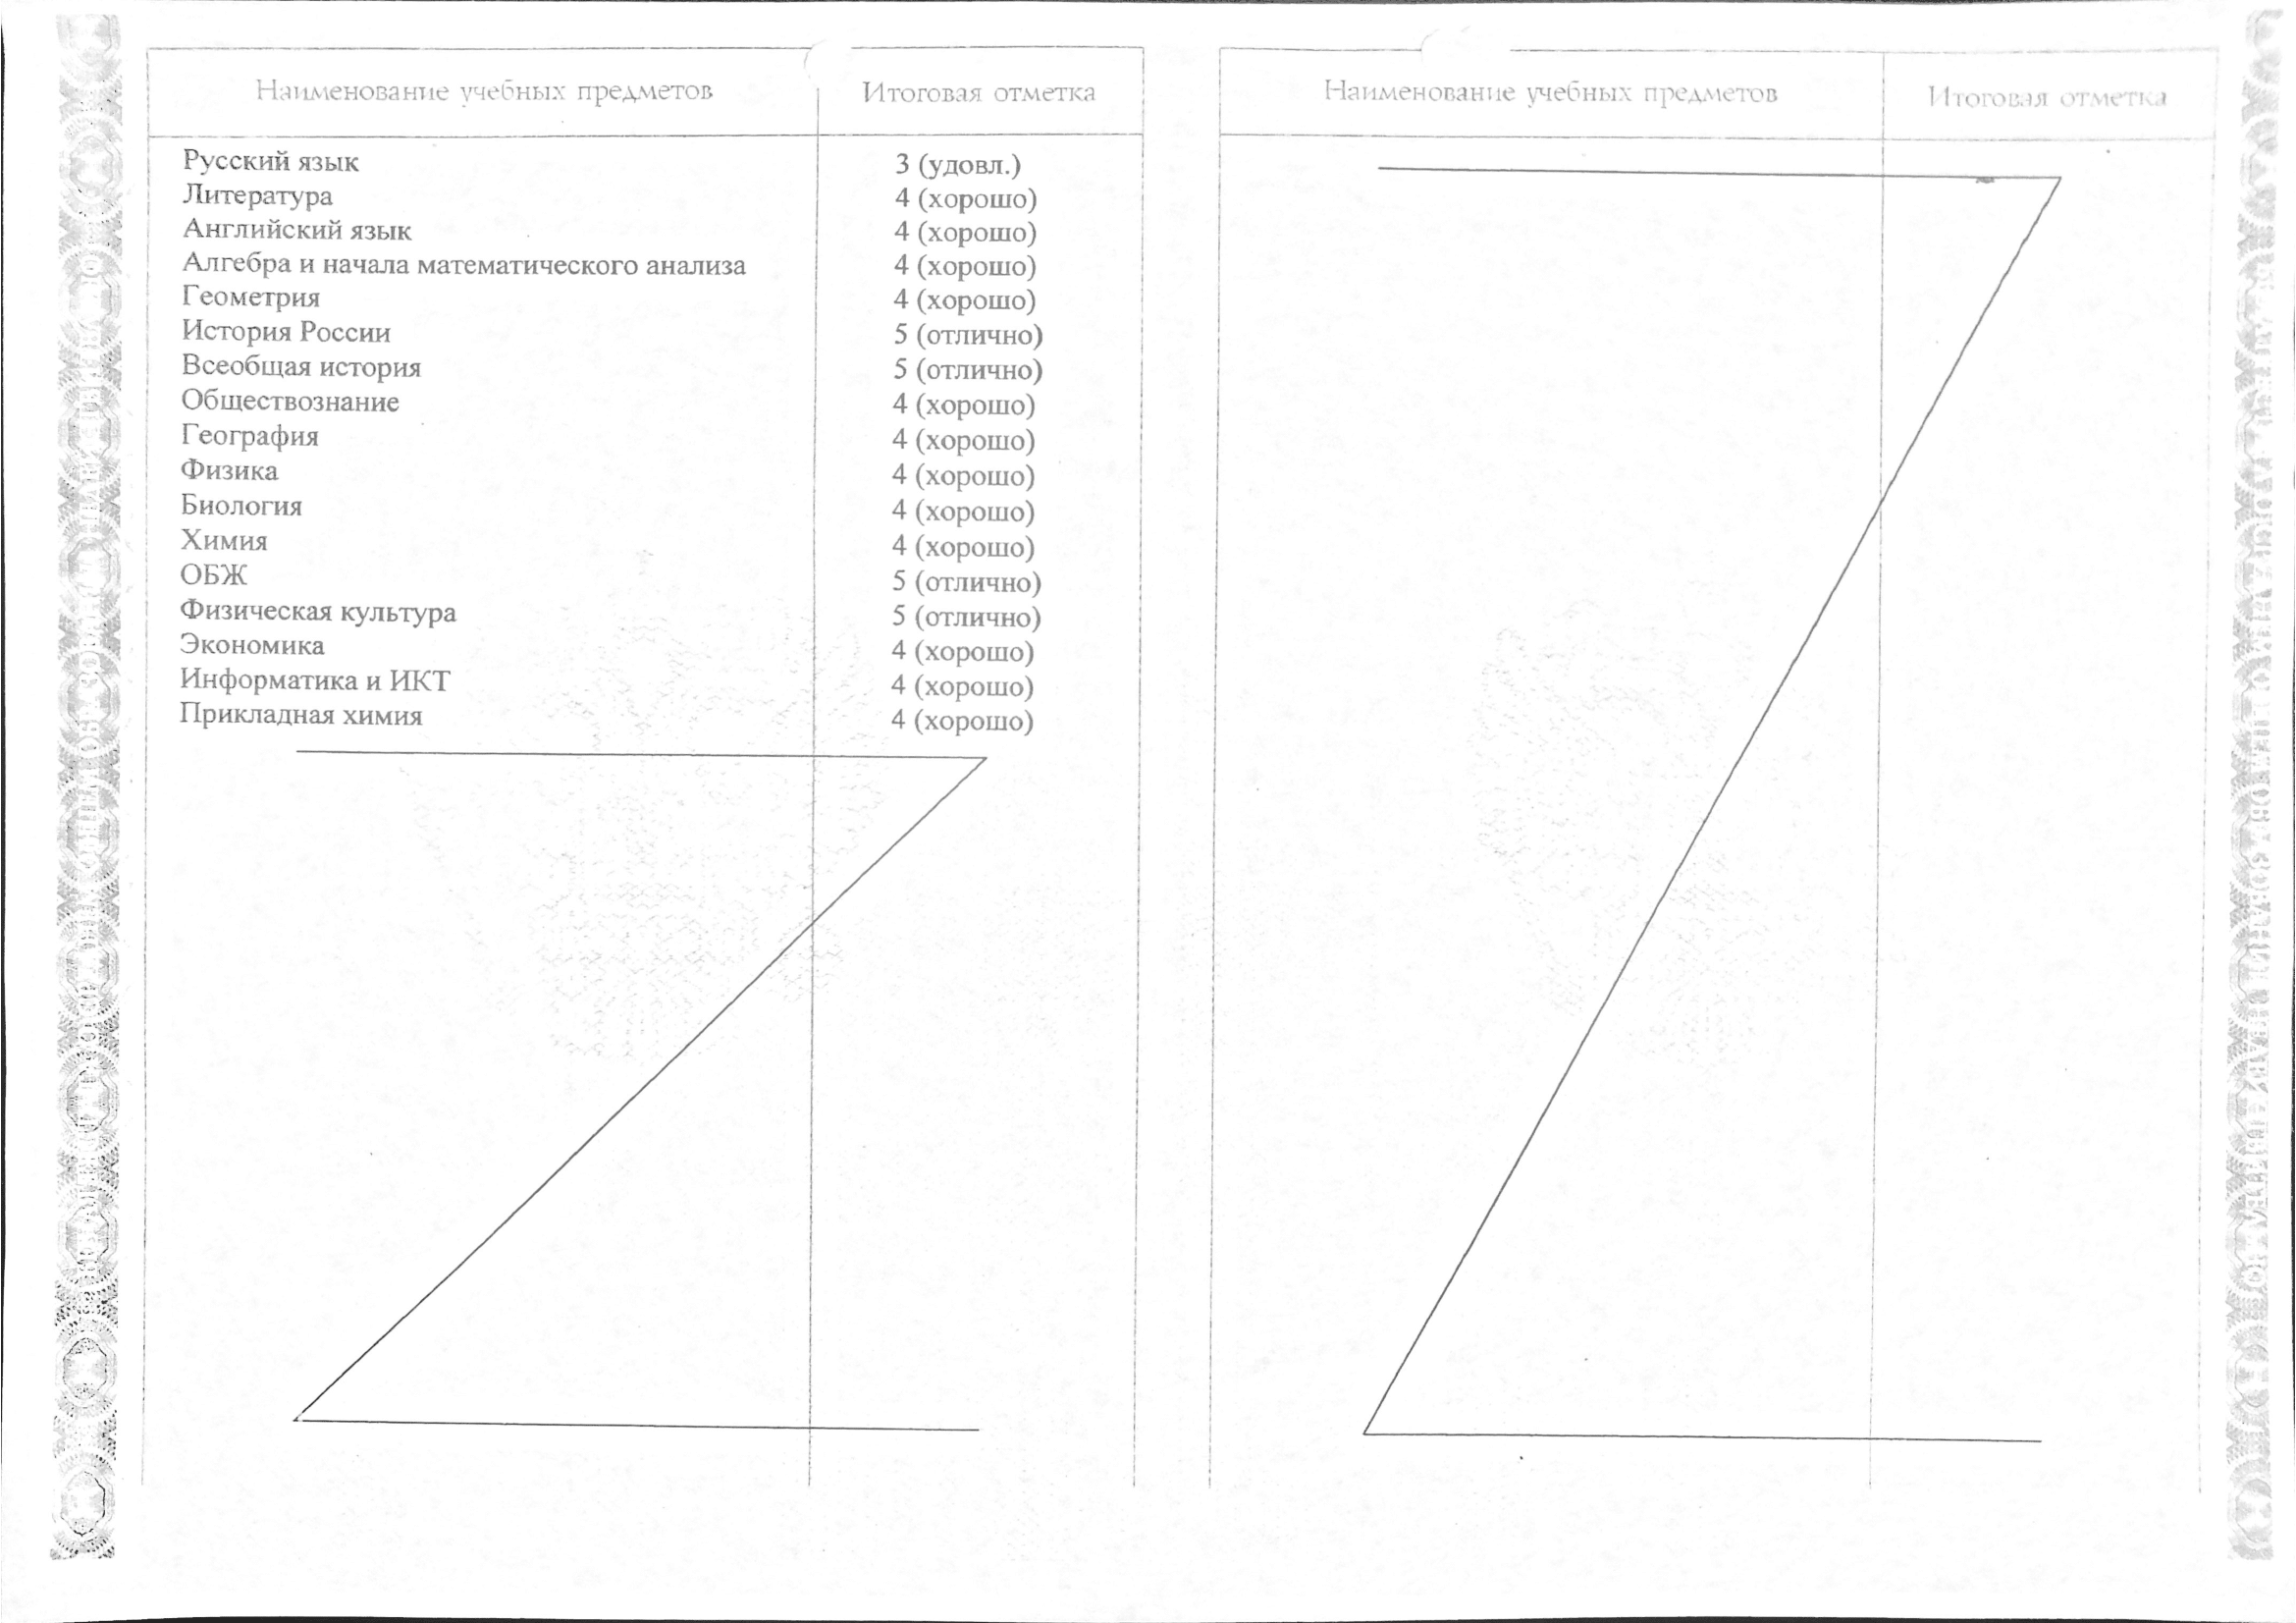 Наименование учебных предметов Итоговая отметка
Русский язык 3 (удовл.)
Литература 4 (хорошо)
Английский язык 4 (хорошо)
Алгебра и начала математического анализа 4 (хорошо)
Геометрия 4 (хорошо)
История России 5 (отлично)
Всеобщая история 5 (отлично)
Обществознание 4 (хорошо)
География 4 (хорошо)
Физика 4 (хорошо)
Биология 4 (хорошо)
Химия 4 (хорошо)
ОБЖ 5 (отлично)
Физическая культура 5 (отлично)
Экономика 4 (хорошо)
Информатика и ИКТ 4 (хорошо)
Прикладная химия 4 (хорошо)
Наименование учебных предметов Итоговая отметка